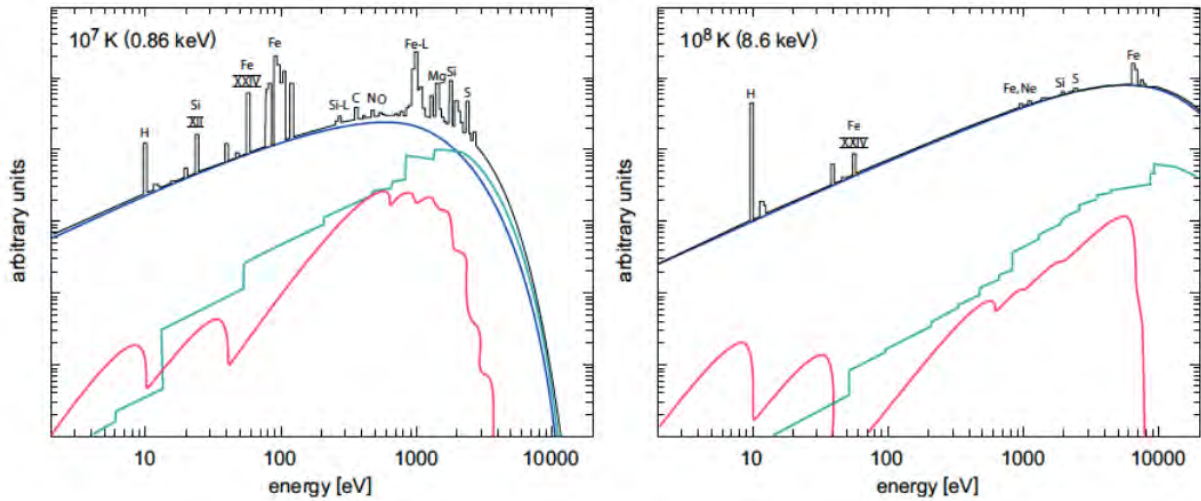 10⁷ K (0.86 keV)
Fe
Fe-L
Fe
XXIV
Si
XII
H
Mg
Si
S
Si-L
C
N
O
arbitrary units
10
100
1000
10000
energy [eV]
10⁸ K (8.6 keV)
H
Fe
Fe,Ne
Si
S
Fe
XXIV
arbitrary units
10
100
1000
10000
energy [eV]